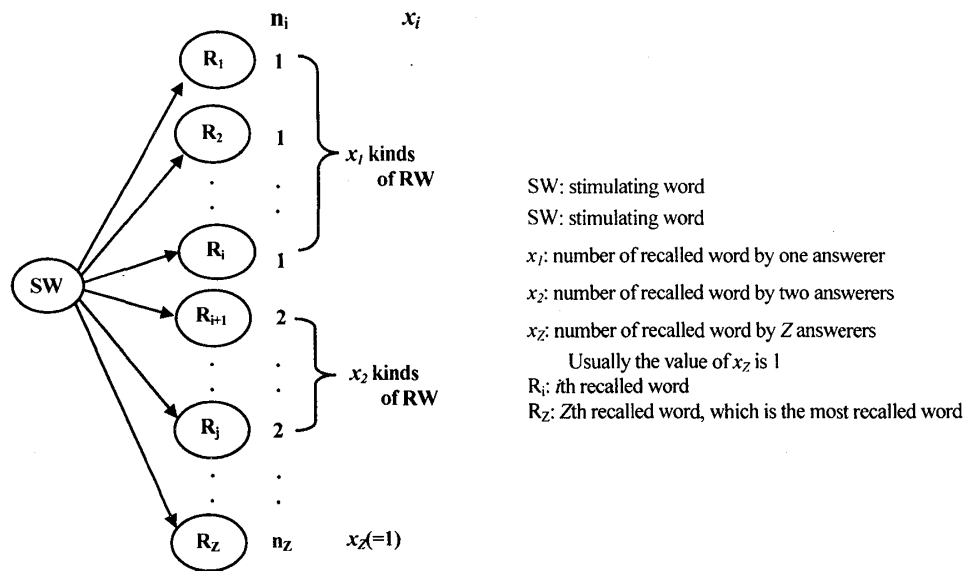 nᵢ xᵢ
R₁ 1
R₂ 1
x₁ kinds
of RW
Rᵢ 1
SW
Rᵢ₊₁ 2
x₂ kinds
of RW
Rⱼ 2
R_Z n_Z x_Z(=1)
SW: stimulating word
SW: stimulating word
x₁: number of recalled word by one answerer
x₂: number of recalled word by two answerers
x_Z: number of recalled word by Z answerers
Usually the value of x_Z is 1
Rᵢ: ith recalled word
R_Z: Zth recalled word, which is the most recalled word